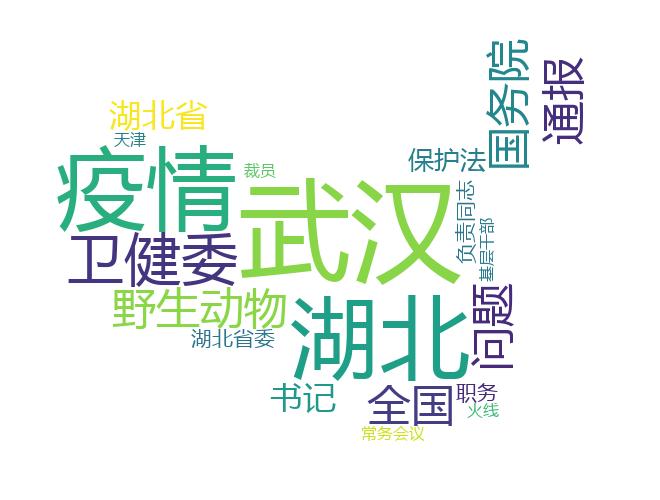 国务院
通报
湖北省
天津
疫情
裁员
武汉
保护法
负责同志
基层干部
卫健委
野生动物
湖北
问题
湖北省委
书记
全国
职务
火线
常务会议